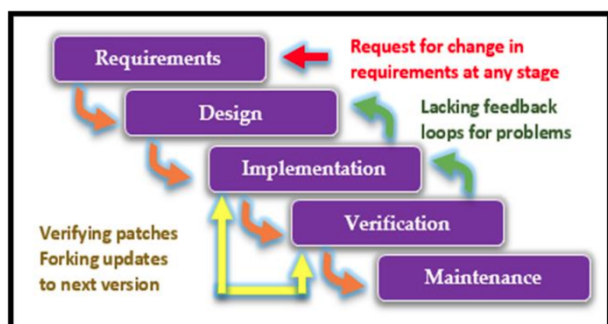 Requirements
Request for change in
requirements at any stage
Design
Lacking feedback
loops for problems
Implementation
Verification
Verifying patches
Forking updates
to next version
Maintenance